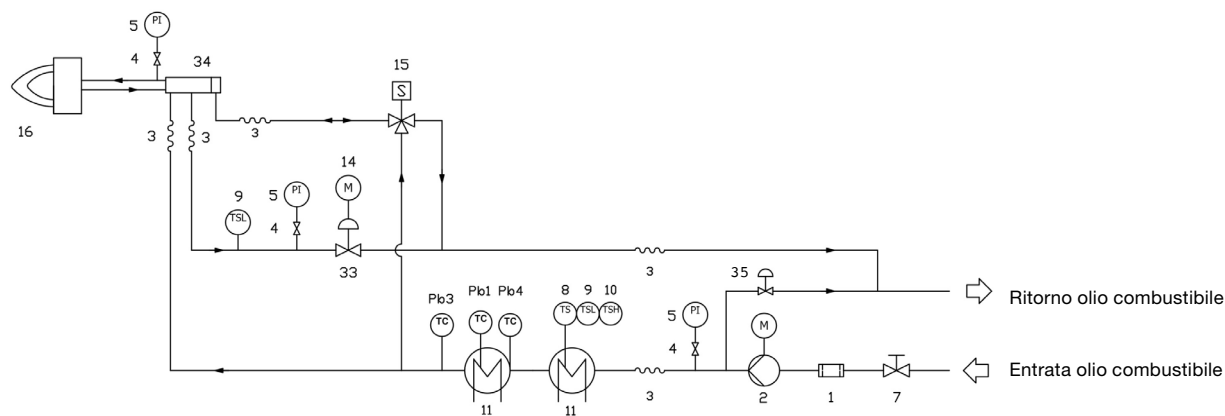 PI
5
4
34
15
S
16
3
3
3
14
M
9
TSL
5
PI
4
33
3
35
Pb3
Pb1
Pb4
8
9
10
TC
TC
TC
TS
TSL
TSH
5
PI
4
M
11
11
3
2
1
7
Ritorno olio combustibile
Entrata olio combustibile